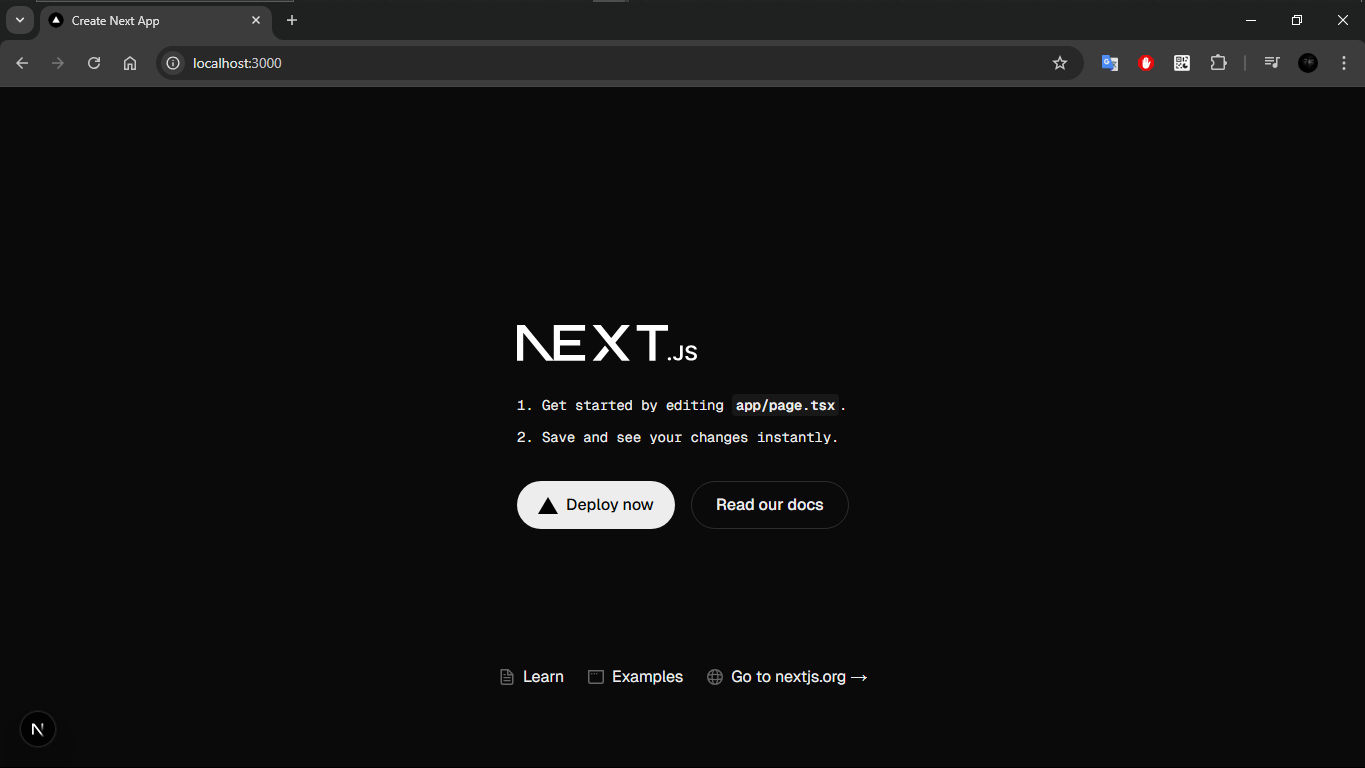 Create Next App
localhost:3000
NEXT.JS
1. Get started by editing app/page.tsx.
2. Save and see your changes instantly.
Deploy now
Read our docs
Learn
Examples
Go to nextjs.org →
N